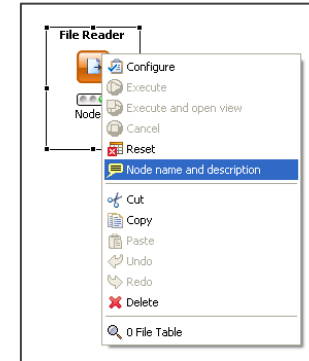 File Reader
Node
Configure
Execute
Execute and open view
Cancel
Reset
Node name and description
Cut
Copy
Paste
Undo
Redo
Delete
0 File Table